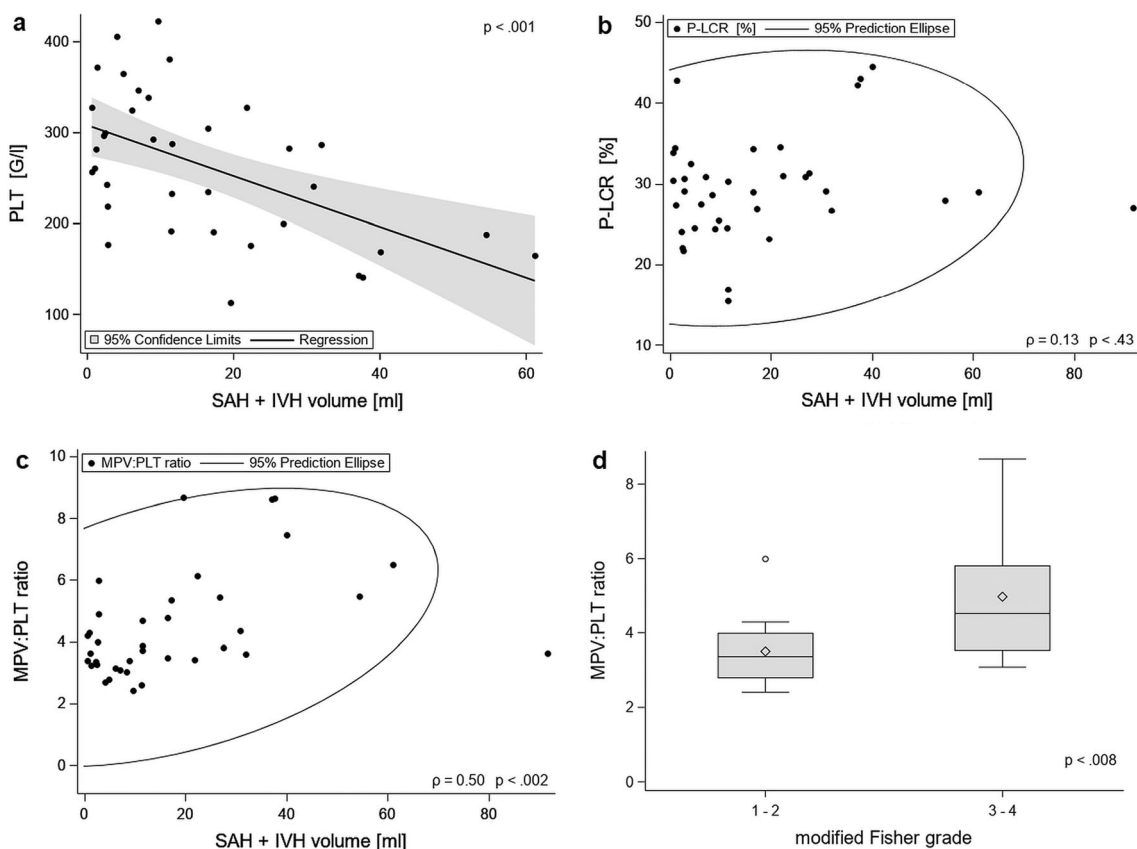 a
p < .001
400
300
200
100
PLT [G/l]
95% Confidence Limits Regression
0 20 40 60
SAH + IVH volume [ml]
b
P-LCR [%] 95% Prediction Ellipse
50
40
30
20
10
P-LCR [%]
ρ = 0.13 p < .43
0 20 40 60 80
SAH + IVH volume [ml]
c
MPV:PLT ratio 95% Prediction Ellipse
10
8
6
4
2
0
MPV:PLT ratio
ρ = 0.50 p < .002
0 20 40 60 80
SAH + IVH volume [ml]
d
8
6
4
2
0
MPV:PLT ratio
p < .008
1 - 2 3 - 4
modified Fisher grade